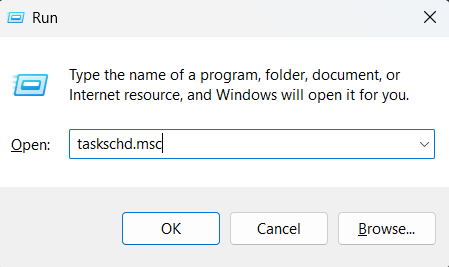 Run
Type the name of a program, folder, document, or
Internet resource, and Windows will open it for you.
Open: taskschd.msc
OK Cancel Browse...